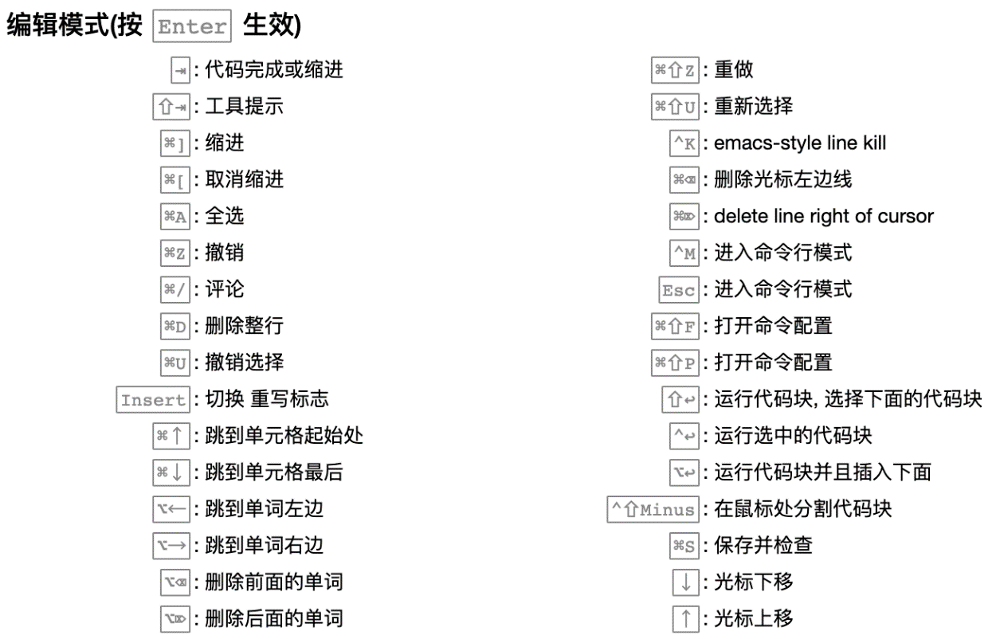 编辑模式(按 Enter 生效)
⇥ : 代码完成或缩进
⇧⇥ : 工具提示
⌘] : 缩进
⌘[ : 取消缩进
⌘A : 全选
⌘Z : 撤销
⌘/ : 评论
⌘D : 删除整行
⌘U : 撤销选择
Insert : 切换 重写标志
⌘↑ : 跳到单元格起始处
⌘↓ : 跳到单元格最后
⌥← : 跳到单词左边
⌥→ : 跳到单词右边
⌥⌫ : 删除前面的单词
⌥⌦ : 删除后面的单词
⌘⇧Z : 重做
⌘⇧U : 重新选择
^K : emacs-style line kill
⌘⌫ : 删除光标左边线
⌘⌦ : delete line right of cursor
^M : 进入命令行模式
Esc : 进入命令行模式
⌘⇧F : 打开命令配置
⌘⇧P : 打开命令配置
⇧↩ : 运行代码块, 选择下面的代码块
^↩ : 运行选中的代码块
⌥↩ : 运行代码块并且插入下面
^⇧Minus : 在鼠标处分割代码块
⌘S : 保存并检查
↓ : 光标下移
↑ : 光标上移